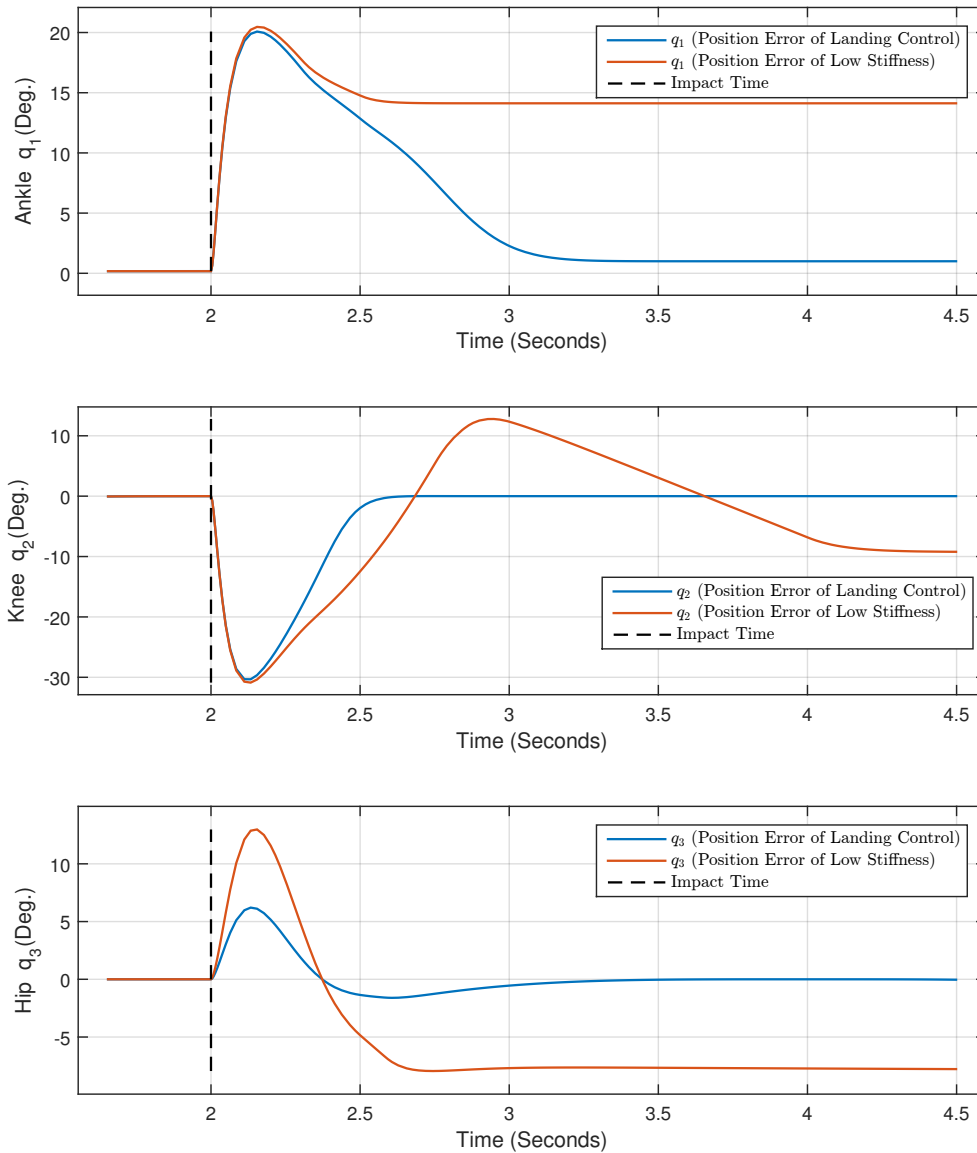 20
15
10
5
0
Ankle q1(Deg.)
q1 (Position Error of Landing Control)
q1 (Position Error of Low Stiffness)
Impact Time
2 2.5 3 3.5 4 4.5
Time (Seconds)
10
0
-10
-20
-30
Knee q2(Deg.)
q2 (Position Error of Landing Control)
q2 (Position Error of Low Stiffness)
Impact Time
2 2.5 3 3.5 4 4.5
Time (Seconds)
10
5
0
-5
Hip q3(Deg.)
q3 (Position Error of Landing Control)
q3 (Position Error of Low Stiffness)
Impact Time
2 2.5 3 3.5 4 4.5
Time (Seconds)